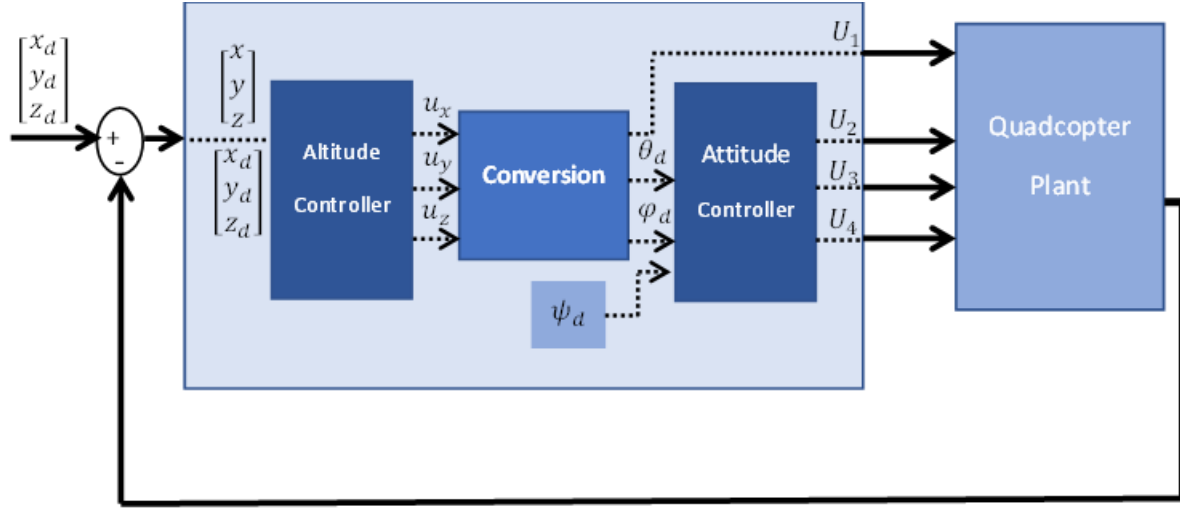 [x_d
y_d
z_d]
+
-
[x
y
z]
[x_d
y_d
z_d]
Altitude
Controller
u_x
u_y
u_z
Conversion
θ_d
φ_d
ψ_d
Attitude
Controller
U_1
U_2
U_3
U_4
Quadcopter
Plant